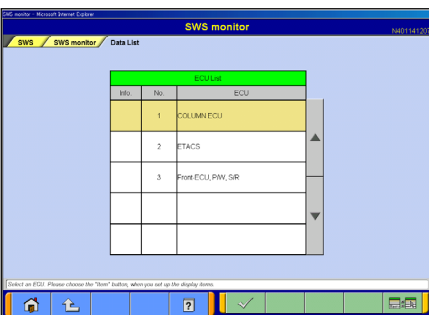 SWS monitor - Microsoft Internet Explorer
SWS monitor
N401141207
SWS SWS monitor Data List
ECU List
Info. No. ECU
1 COLUMN ECU
2 ETACS
3 Front-ECU, P/W, S/R
Select an ECU. Please choose the "Item" button, when you set up the display items.
?